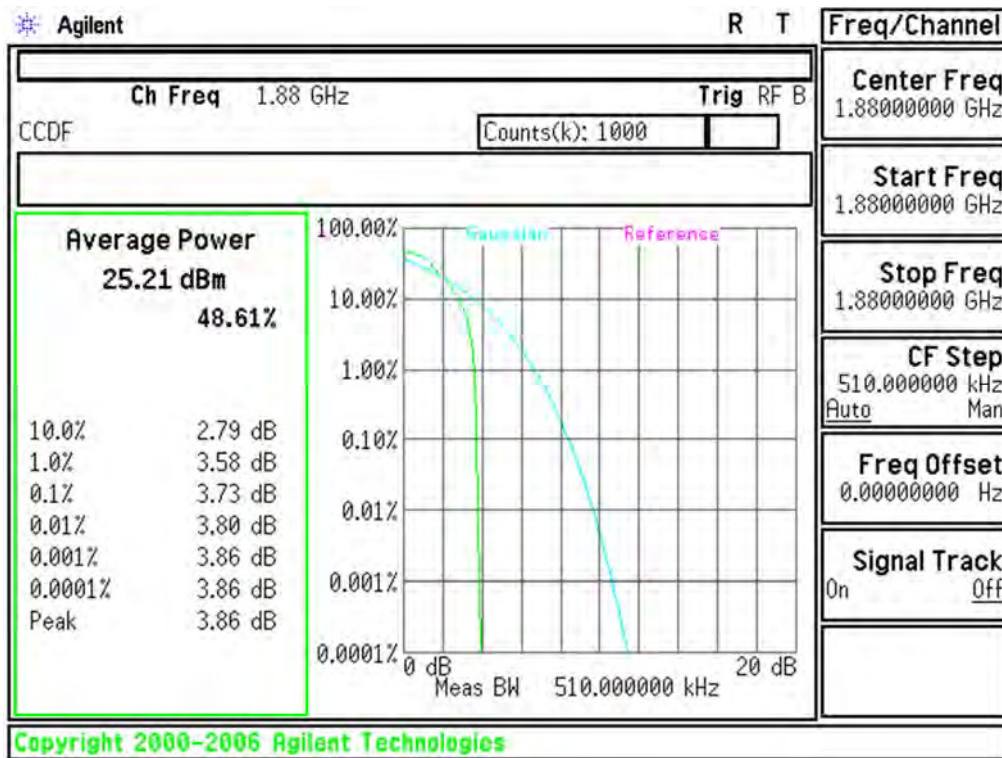 Agilent
R T
Freq/Channel
Ch Freq 1.88 GHz
Trig RF B
CCDF
Counts(k): 1000
Center Freq
1.88000000 GHz
Start Freq
1.88000000 GHz
Stop Freq
1.88000000 GHz
CF Step
510.000000 kHz
Auto Man
Freq Offset
0.00000000 Hz
Signal Track
On Off
Average Power
25.21 dBm
48.61%
10.0% 2.79 dB
1.0% 3.58 dB
0.1% 3.73 dB
0.01% 3.80 dB
0.001% 3.86 dB
0.0001% 3.86 dB
Peak 3.86 dB
Gaussian
Reference
100.00%
10.00%
1.00%
0.10%
0.01%
0.001%
0.0001%
0 dB
20 dB
Meas BW 510.000000 kHz
Copyright 2000-2006 Agilent Technologies